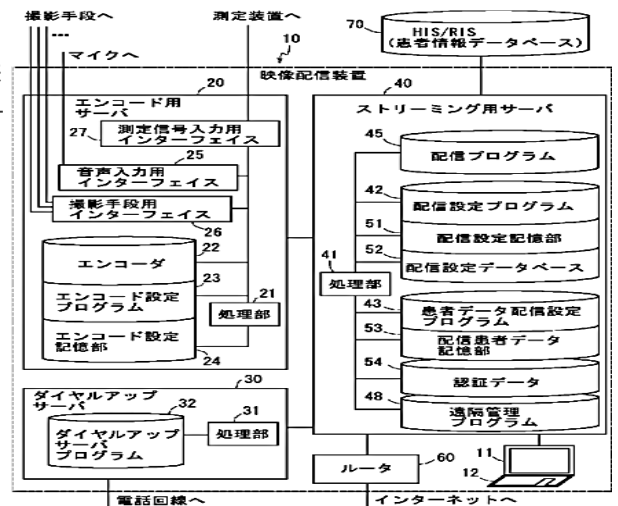 撮影手段へ
測定装置へ
マイクへ
10
70
HIS/RIS
(患者情報データベース)
映像配信装置
20
エンコード用
サーバ
27
測定信号入力用
インターフェイス
25
音声入力用
インターフェイス
撮影手段用
インターフェイス
26
22
エンコーダ
23
エンコード設定
プログラム
21
処理部
エンコード設定
記憶部
24
30
ダイヤルアップ
サーバ
32
ダイヤルアップ
サーバ
プログラム
31
処理部
電話回線へ
40
ストリーミング用サーバ
45
配信プログラム
42
配信設定プログラム
51
配信設定記憶部
52
配信設定データベース
41
処理部
43
患者データ配信設定
プログラム
53
配信患者データ
記憶部
54
認証データ
48
遠隔管理
プログラム
ルータ
60
11
12
インターネットへ